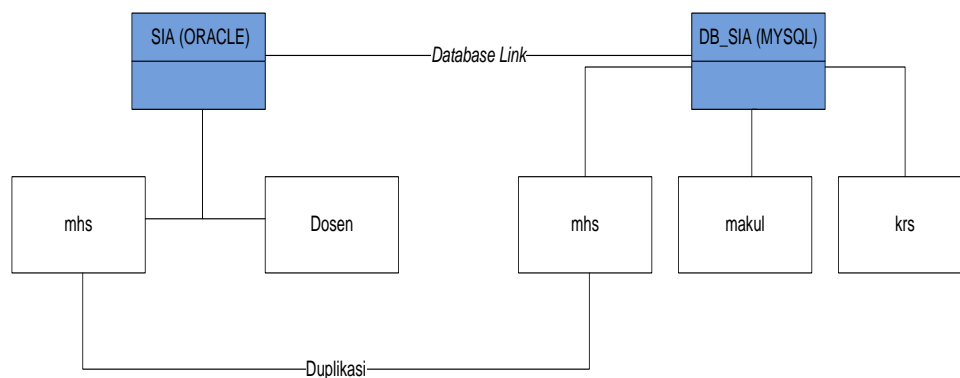 SIA (ORACLE)
Database Link
DB_SIA (MYSQL)
mhs
Dosen
mhs
makul
krs
Duplikasi